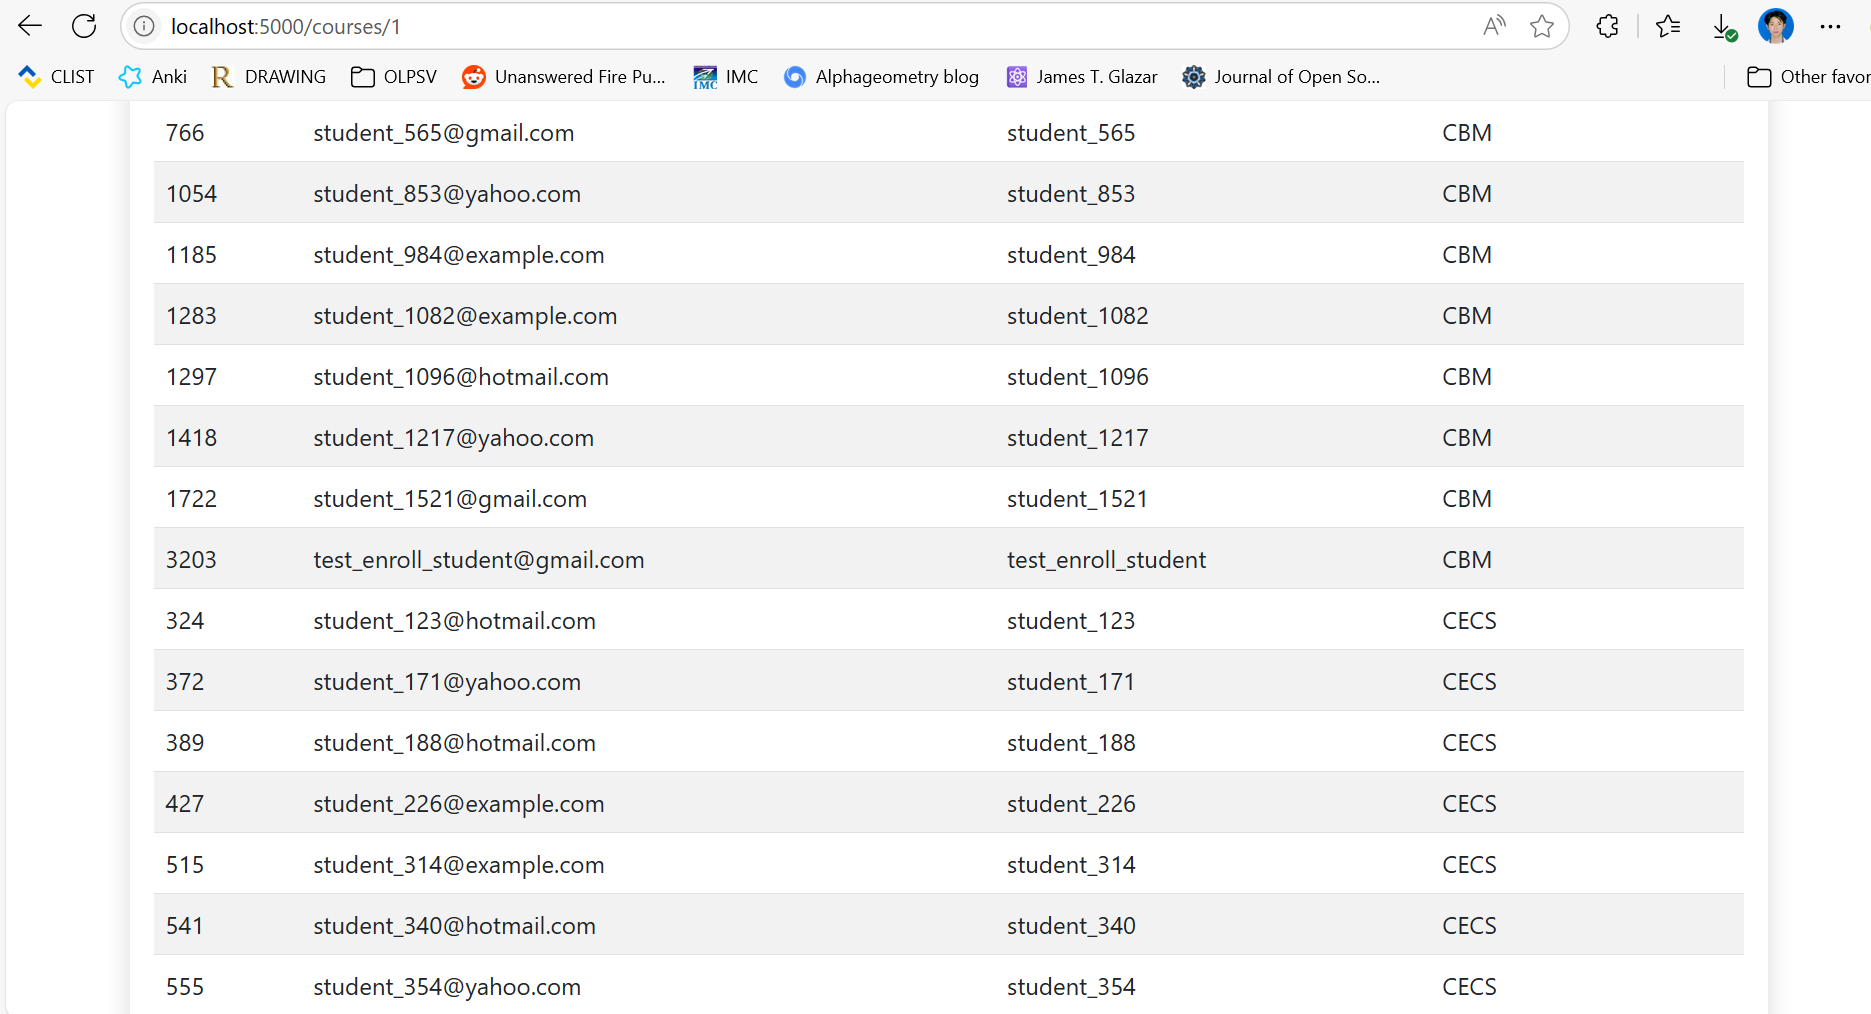 localhost:5000/courses/1
CLIST Anki DRAWING OLPSV Unanswered Fire Pu... IMC Alphageometry blog James T. Glazar Journal of Open So... Other favor
766 student_565@gmail.com student_565 CBM
1054 student_853@yahoo.com student_853 CBM
1185 student_984@example.com student_984 CBM
1283 student_1082@example.com student_1082 CBM
1297 student_1096@hotmail.com student_1096 CBM
1418 student_1217@yahoo.com student_1217 CBM
1722 student_1521@gmail.com student_1521 CBM
3203 test_enroll_student@gmail.com test_enroll_student CBM
324 student_123@hotmail.com student_123 CECS
372 student_171@yahoo.com student_171 CECS
389 student_188@hotmail.com student_188 CECS
427 student_226@example.com student_226 CECS
515 student_314@example.com student_314 CECS
541 student_340@hotmail.com student_340 CECS
555 student_354@yahoo.com student_354 CECS